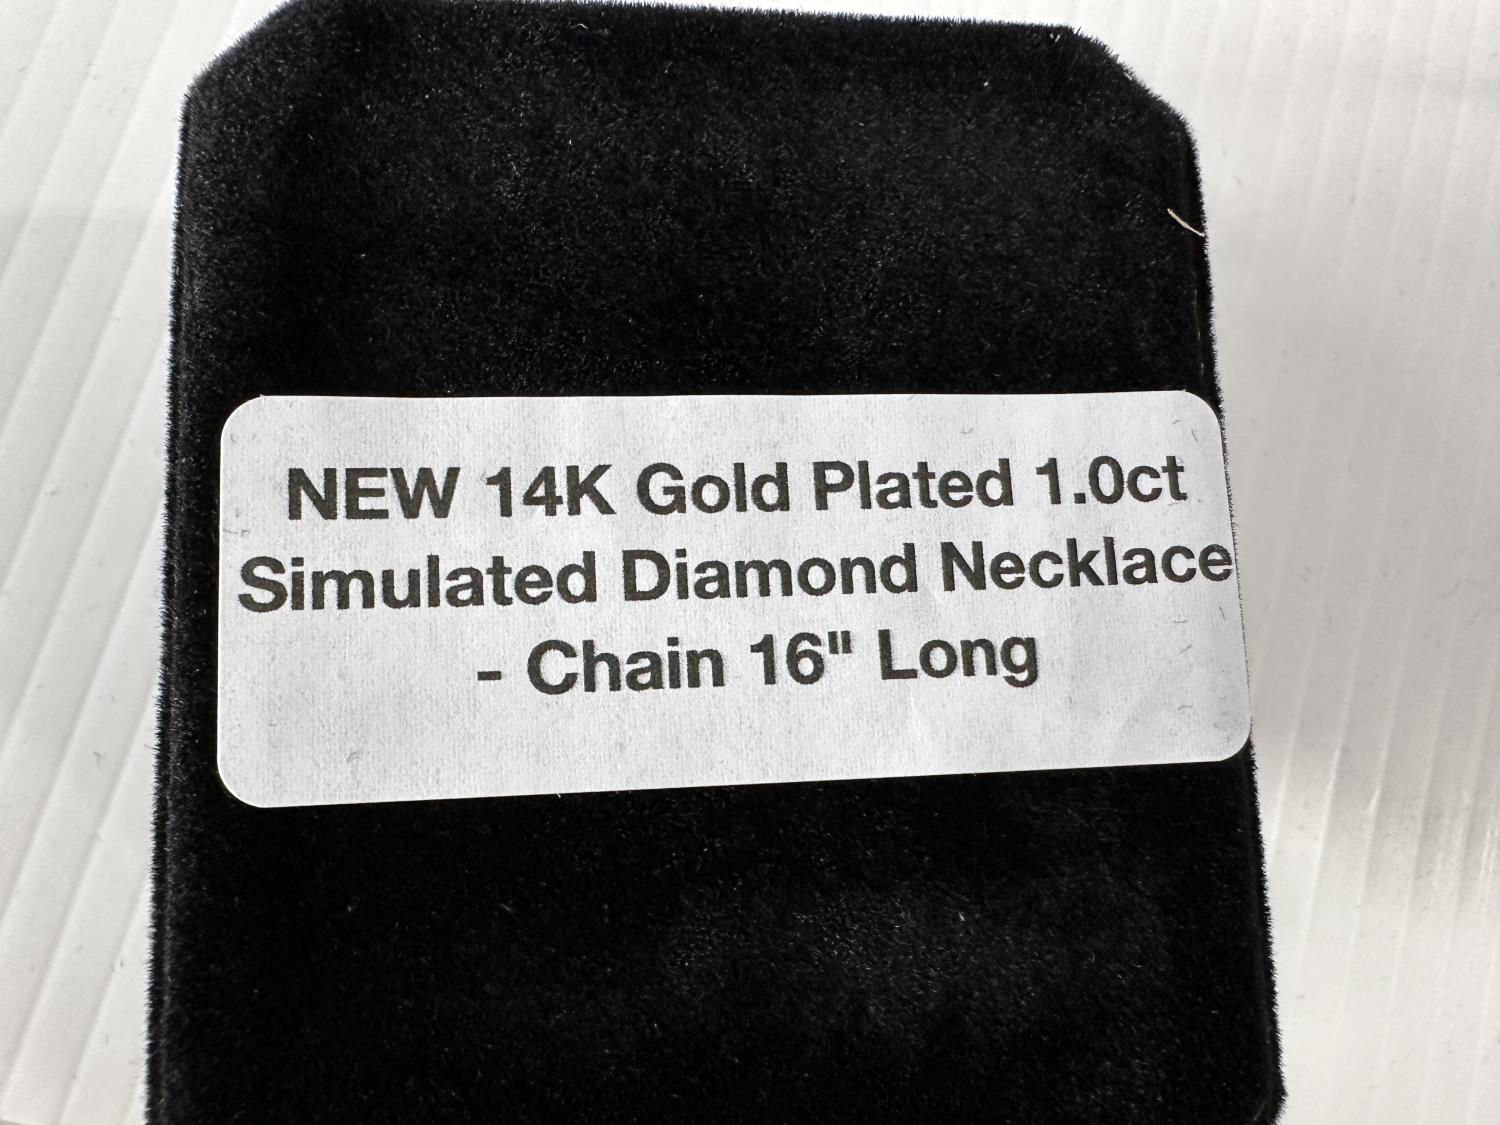 NEW 14K Gold Plated 1.0ct
Simulated Diamond Necklace
- Chain 16" Long